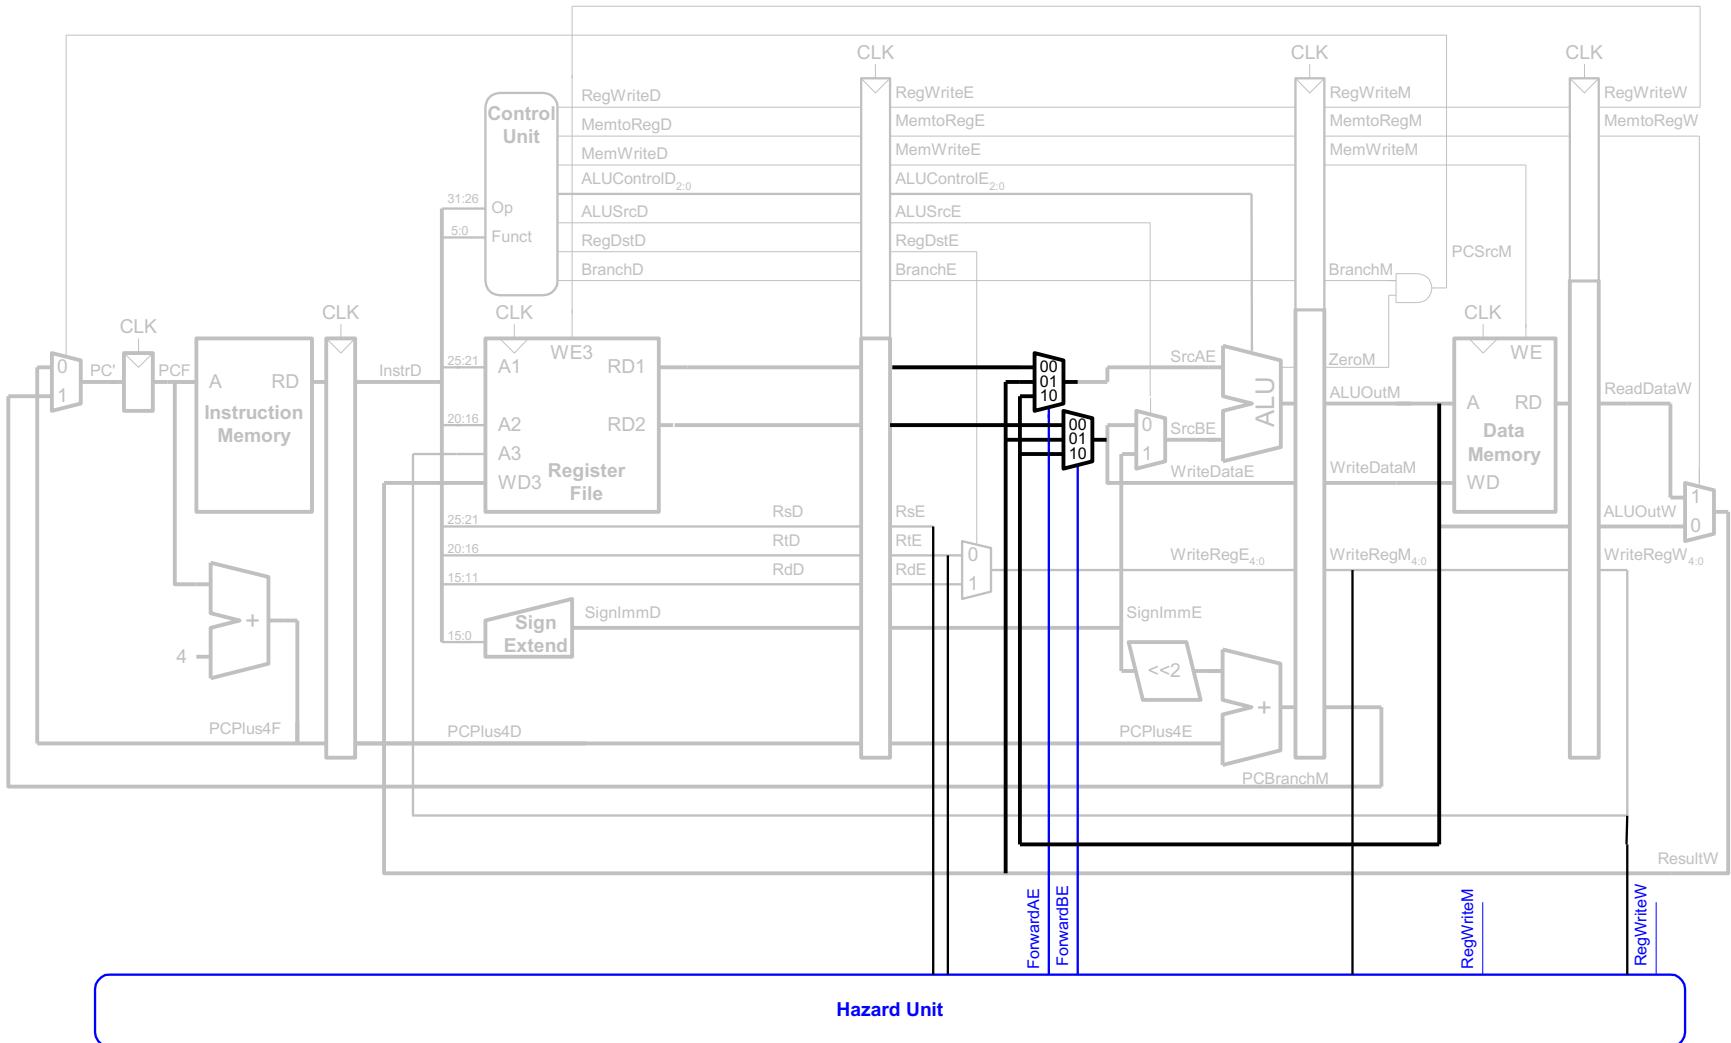 CLK
CLK
CLK
Control
Unit
RegWriteD
MemtoRegD
MemWriteD
ALUControlD2:0
ALUSrcD
RegDstD
BranchD
31:26
Op
5:0
Funct
RegWriteE
MemtoRegE
MemWriteE
ALUControlE2:0
ALUSrcE
RegDstE
BranchE
RegWriteM
MemtoRegM
MemWriteM
BranchM
PCSrcM
RegWriteW
MemtoRegW
CLK
CLK
CLK
CLK
0
1
PC'
PCF
A
RD
Instruction
Memory
InstrD
25:21
A1
WE3
RD1
20:16
A2
RD2
A3
WD3
Register
File
00
01
10
00
01
10
SrcAE
0
1
SrcBE
ALU
WriteDataE
ZeroM
ALUOutM
WriteDataM
WE
A
RD
Data
Memory
WD
ReadDataW
ALUOutW
1
0
25:21
RsD
RsE
20:16
RtD
RtE
15:11
RdD
RdE
0
1
WriteRegE4:0
WriteRegM4:0
WriteRegW4:0
15:0
Sign
Extend
SignImmD
SignImmE
+
4
<<2
+
PCPlus4F
PCPlus4D
PCPlus4E
PCBranchM
ResultW
ForwardAE
ForwardBE
RegWriteM
RegWriteW
Hazard Unit